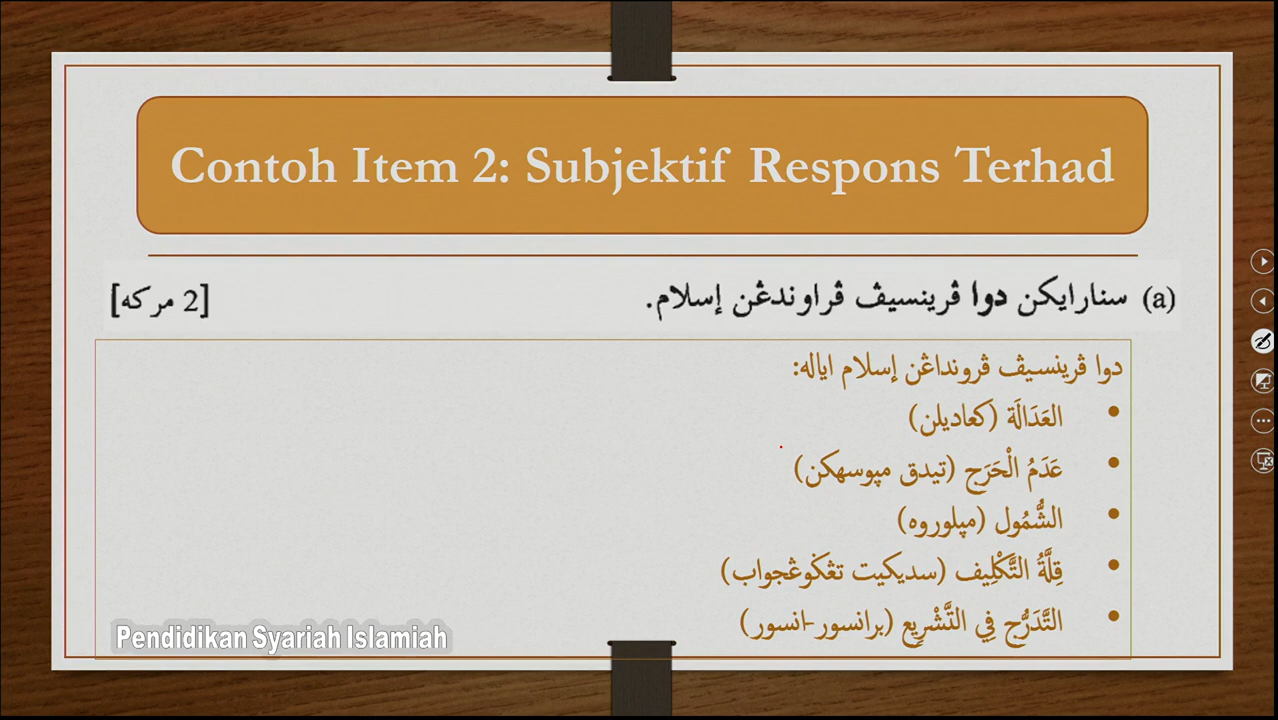 Contoh Item 2: Subjektif Respons Terhad
(a) سنارايكن دوا ڤرينسيڤ ڤراوندڠن إسلام. [2 مركه]
دوا ڤرينسيڤ ڤرونداڠن إسلام اياله:
• العَدَالَة (كعاديلن)
• عَدَمُ الْحَرَج (تيدق مڽوسهكن)
• الشُّمُول (مڽلوروه)
• قِلَّةُ التَّكْلِيف (سديكيت تڠݢوڠجواب)
• التَّدَرُّج فِي التَّشْرِيع (برانسور-انسور)
Pendidikan Syariah Islamiah